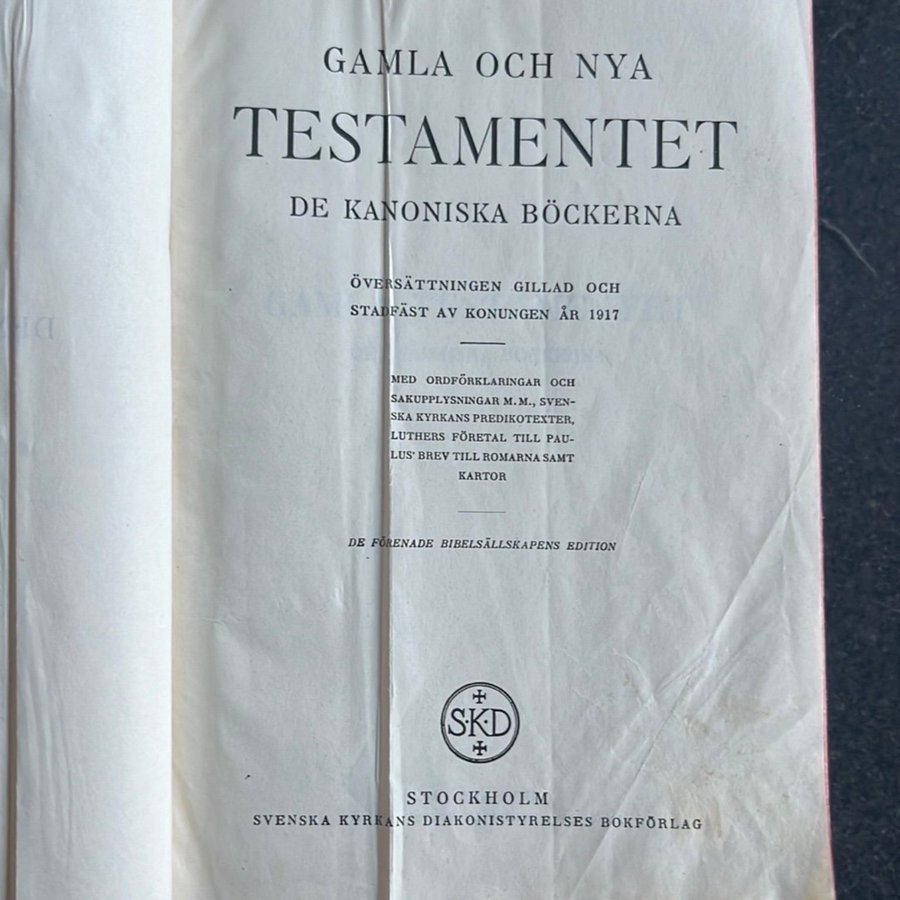 GAMLA OCH NYA
TESTAMENTET
DE KANONISKA BÖCKERNA
ÖVERSÄTTNINGEN GILLAD OCH
STADFÄST AV KONUNGEN ÅR 1917
MED ORDFÖRKLARINGAR OCH
SAKUPPLYSNINGAR M. M., SVEN-
SKA KYRKANS PREDIKOTEXTER,
LUTHERS FÖRETAL TILL PAU-
LUS' BREV TILL ROMARNA SAMT
KARTOR
DE FÖRENADE BIBELSÄLLSKAPENS EDITION
S·K·D
STOCKHOLM
SVENSKA KYRKANS DIAKONISTYRELSES BOKFÖRLAG